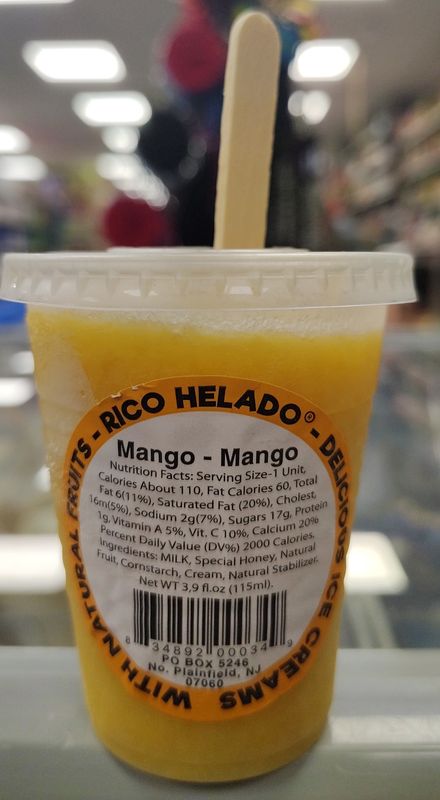 WITH NATURAL FRUITS - RICO HELADO® - DELICIOUS ICE CREAMS
Mango - Mango
Nutrition Facts: Serving Size-1 Unit,
Calories About 110, Fat Calories 60, Total
Fat 6(11%), Saturated Fat (20%), Cholest,
16m(5%), Sodium 2g(7%), Sugars 17g, Protein
1g, Vitamin A 5%, Vit. C 10%, Calcium 20%
Percent Daily Value (DV%) 2000 Calories,
Ingredients: MILK, Special Honey, Natural
Fruit, Cornstarch, Cream, Natural Stabilizer.
Net WT 3,9 fl.oz (115ml).
8 34892 00034 9
PO BOX 5246
No. Plainfield, NJ
07060